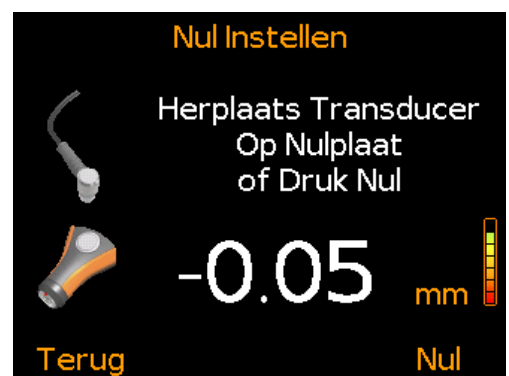 Nul Instellen
Herplaats Transducer
Op Nulplaat
of Druk Nul
-0.05 mm
Terug Nul